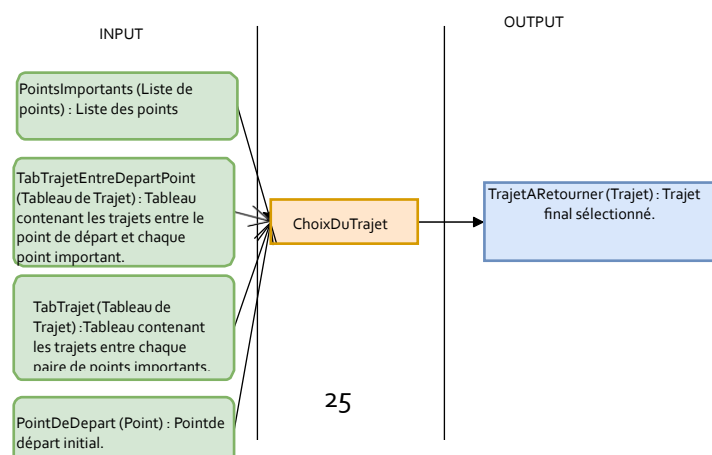 INPUT
OUTPUT
PointsImportants (Liste de
points) : Liste des points
TabTrajetEntreDepartPoint
(Tableau de Trajet) : Tableau
contenant les trajets entre le
point de départ et chaque
point important.
TabTrajet (Tableau de
Trajet) :Tableau contenant
les trajets entre chaque
paire de points importants.
PointDeDepart (Point) : Pointde
départ initial.
ChoixDuTrajet
TrajetARetourner (Trajet) : Trajet
final sélectionné.
25